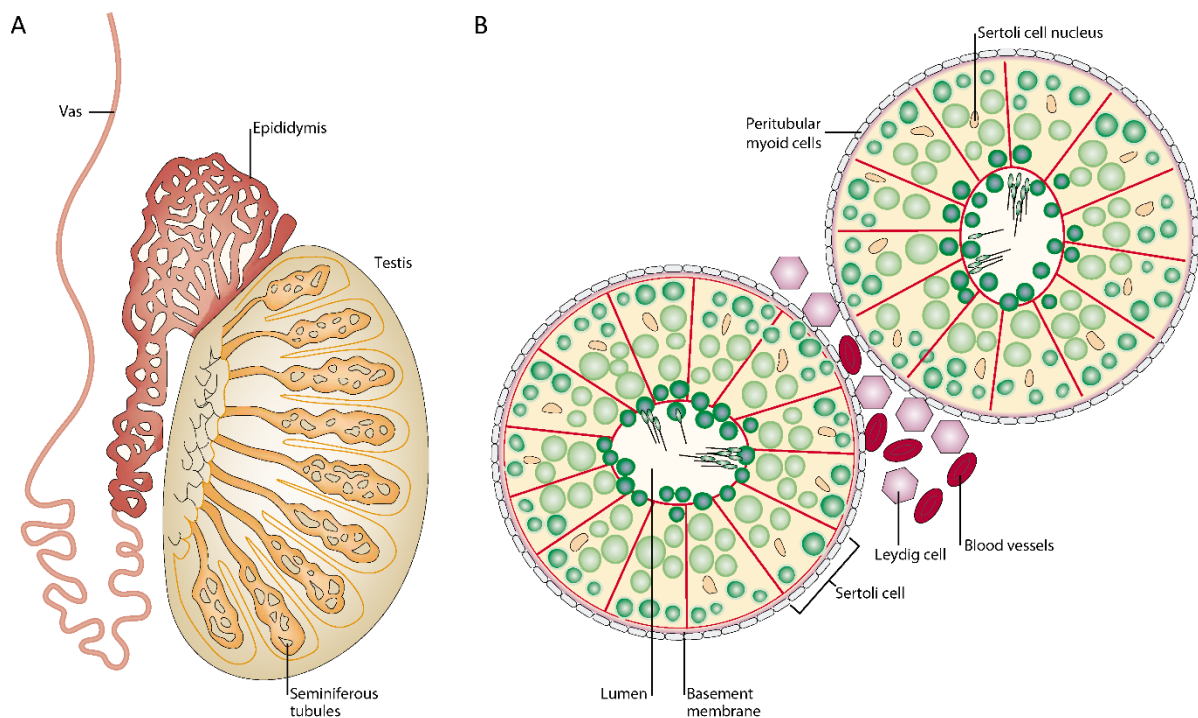 A
Vas
Epididymis
Testis
Seminiferous
tubules
B
Sertoli cell nucleus
Peritubular
myoid cells
Blood vessels
Leydig cell
Sertoli cell
Lumen
Basement
membrane